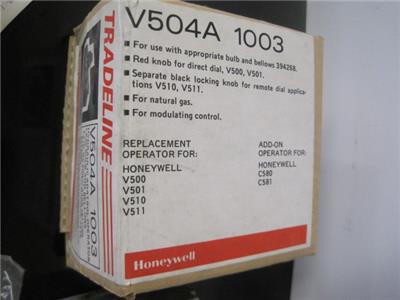 V504A 1003
• For use with appropriate bulb and bellows 394268.
• Red knob for direct dial, V500, V501.
• Separate black locking knob for remote dial applica-
tions V510, V511.
• For natural gas.
• For modulating control.
REPLACEMENT
OPERATOR FOR:
HONEYWELL
V500
V501
V510
V511
ADD-ON
OPERATOR FOR:
HONEYWELL
C580
C581
Honeywell
TRADELINE
V504A 1003